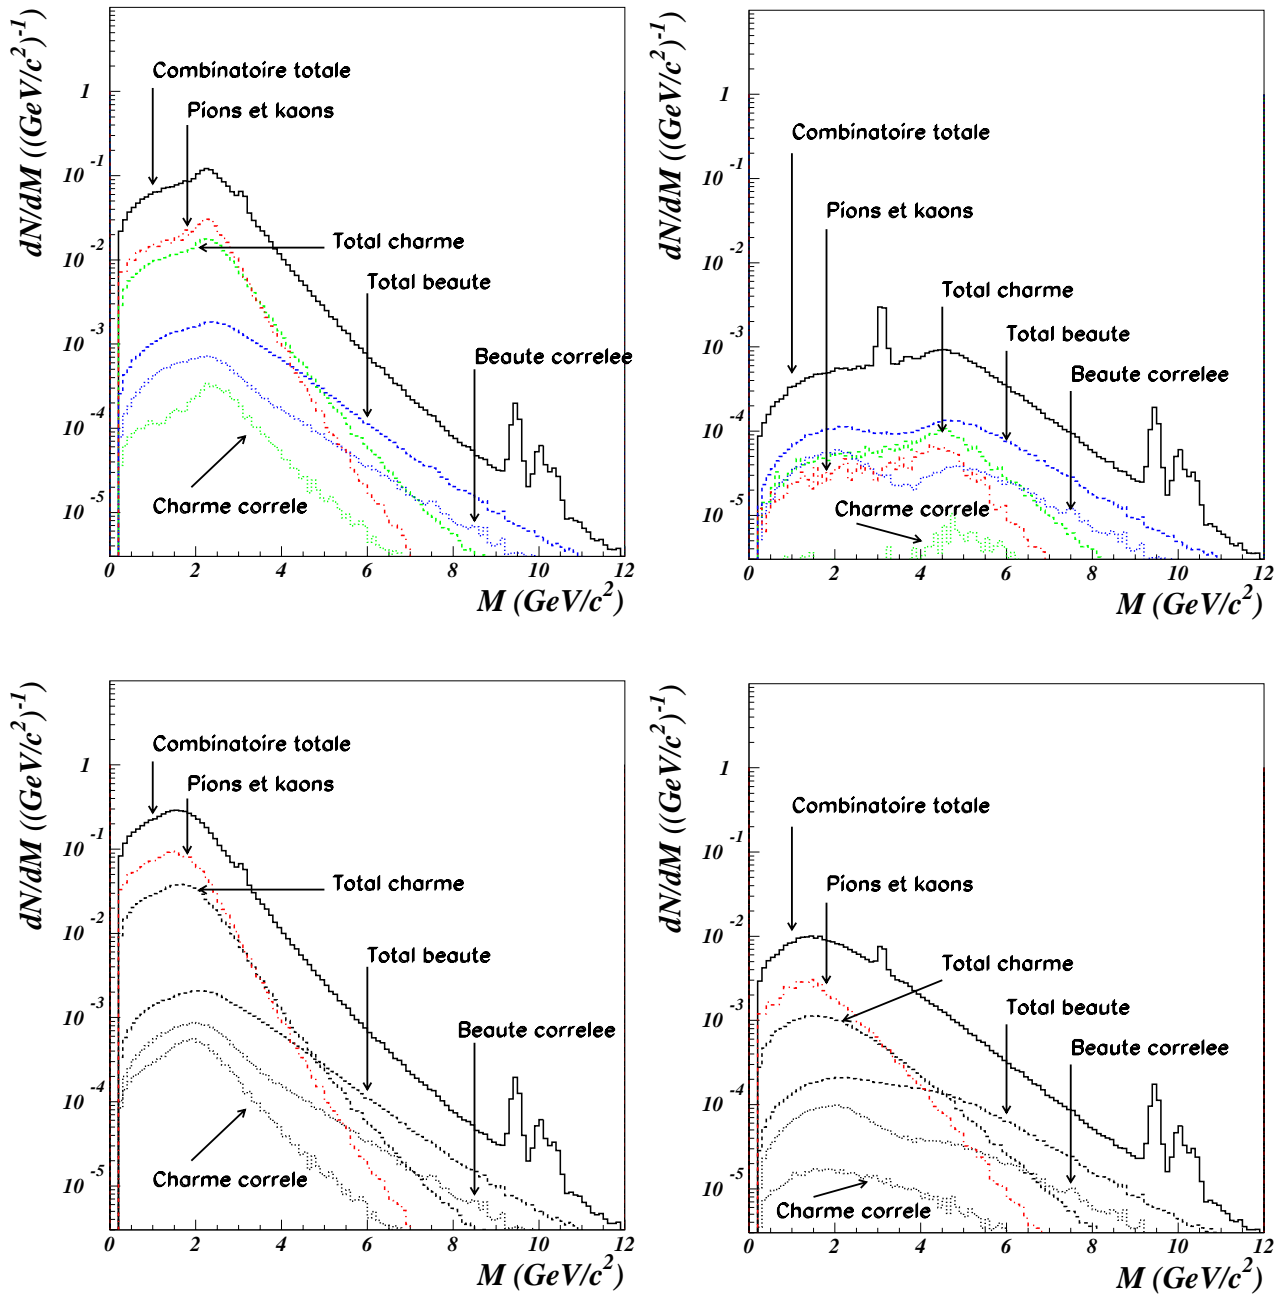 dN/dM ((GeV/c²)⁻¹)
Combinatoire totale
Pions et kaons
Total charme
Total beaute
Beaute correlee
Charme correle
1
10⁻¹
10⁻²
10⁻³
10⁻⁴
10⁻⁵
0 2 4 6 8 10 12
M (GeV/c²)
dN/dM ((GeV/c²)⁻¹)
Combinatoire totale
Pions et kaons
Total charme
Total beaute
Beaute correlee
Charme correle
1
10⁻¹
10⁻²
10⁻³
10⁻⁴
10⁻⁵
0 2 4 6 8 10 12
M (GeV/c²)
dN/dM ((GeV/c²)⁻¹)
Combinatoire totale
Pions et kaons
Total charme
Total beaute
Beaute correlee
Charme correle
1
10⁻¹
10⁻²
10⁻³
10⁻⁴
10⁻⁵
0 2 4 6 8 10 12
M (GeV/c²)
dN/dM ((GeV/c²)⁻¹)
Combinatoire totale
Pions et kaons
Total charme
Total beaute
Beaute correlee
Charme correle
1
10⁻¹
10⁻²
10⁻³
10⁻⁴
10⁻⁵
0 2 4 6 8 10 12
M (GeV/c²)